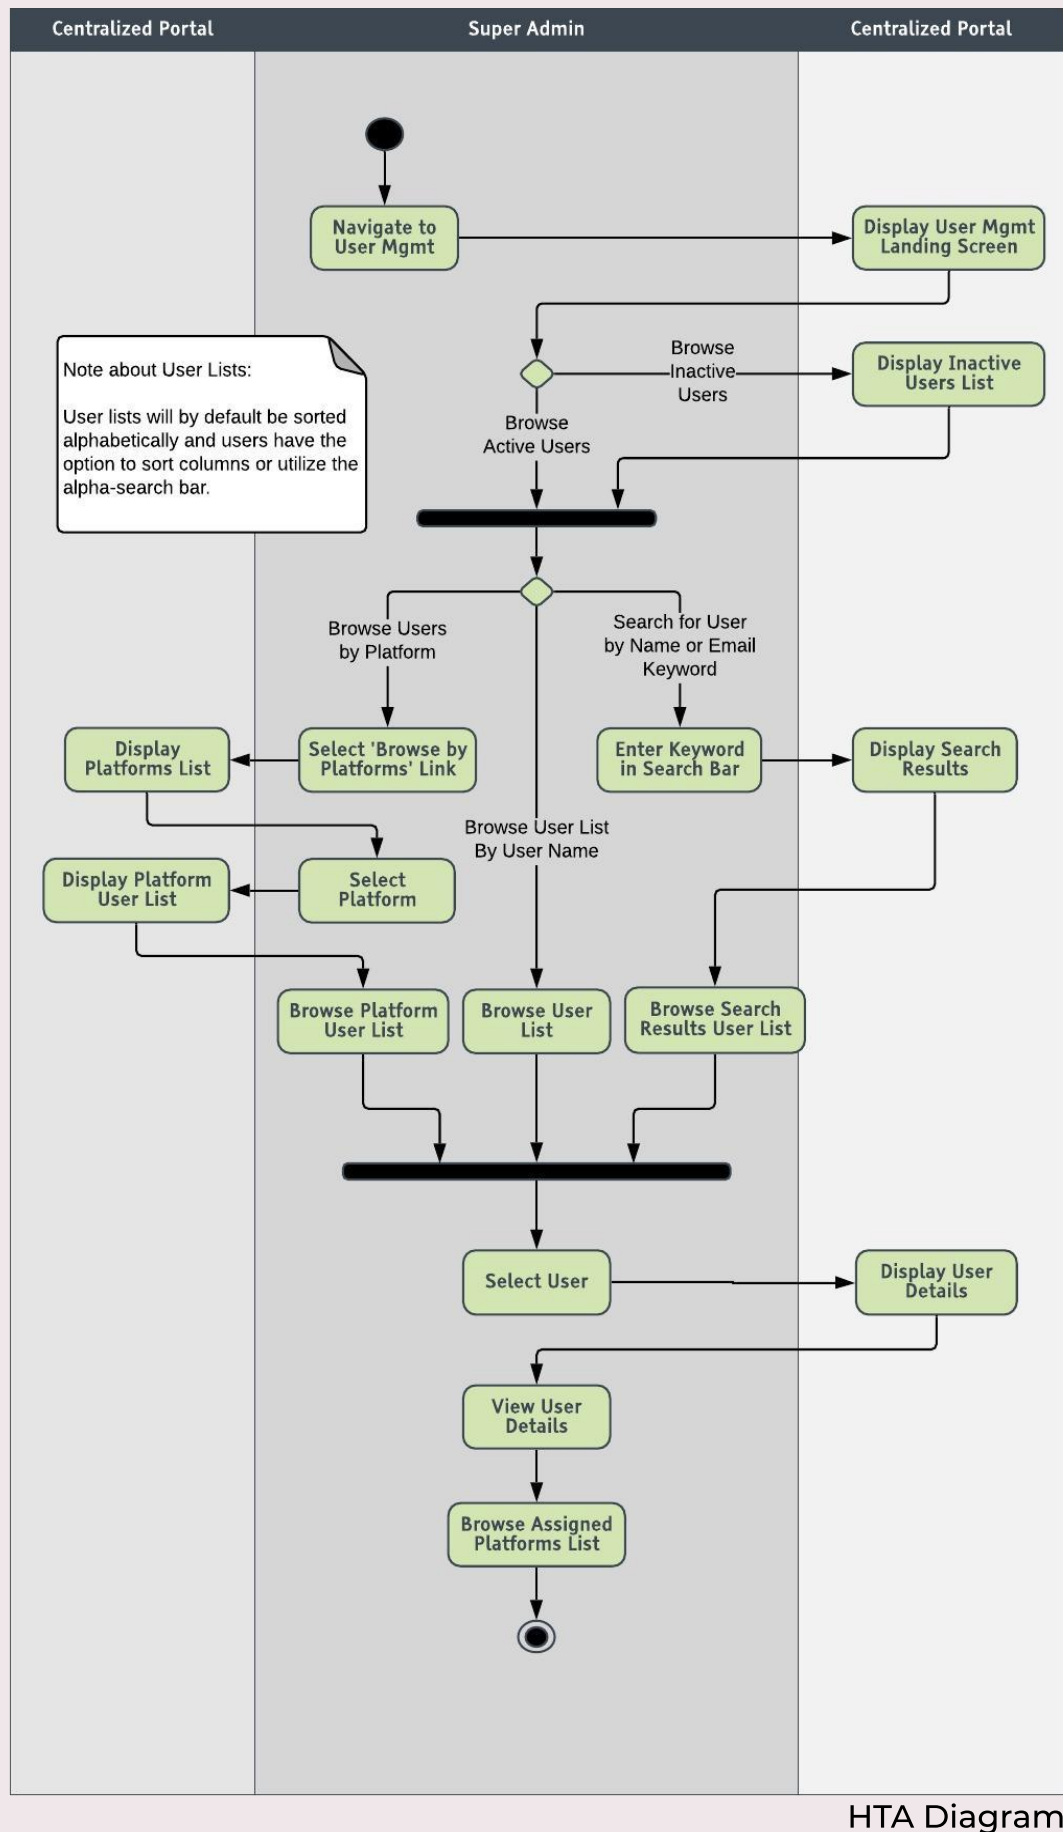 Centralized Portal
Super Admin
Centralized Portal
Navigate to
User Mgmt
Display User Mgmt
Landing Screen
Note about User Lists:
User lists will by default be sorted
alphabetically and users have the
option to sort columns or utilize the
alpha-search bar.
Browse
Inactive
Users
Display Inactive
Users List
Browse
Active Users
Browse Users
by Platform
Search for User
by Name or Email
Keyword
Display
Platforms List
Select 'Browse by
Platforms' Link
Enter Keyword
in Search Bar
Display Search
Results
Browse User List
By User Name
Display Platform
User List
Select
Platform
Browse Platform
User List
Browse User
List
Browse Search
Results User List
Select User
Display User
Details
View User
Details
Browse Assigned
Platforms List
HTA Diagram